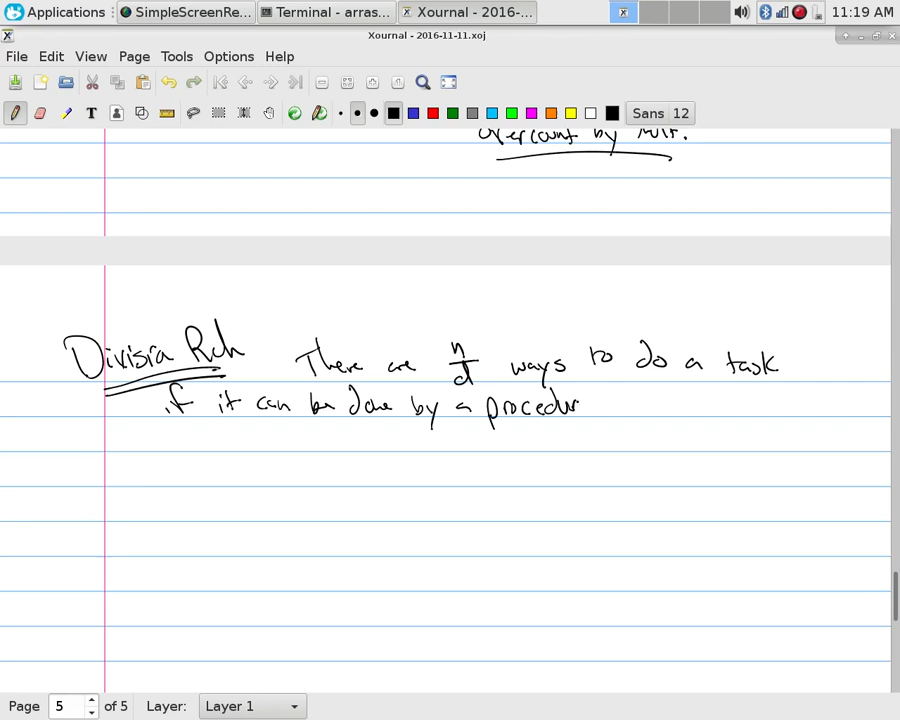 Applications SimpleScreenRe... Terminal - arras... Xournal - 2016-... 11:19 AM
Xournal - 2016-11-11.xoj
File Edit View Page Tools Options Help
Sans 12
overcount by mult.
Division Rule There are n/d ways to do a task
if it can be done by a procedur
Page 5 of 5 Layer: Layer 1